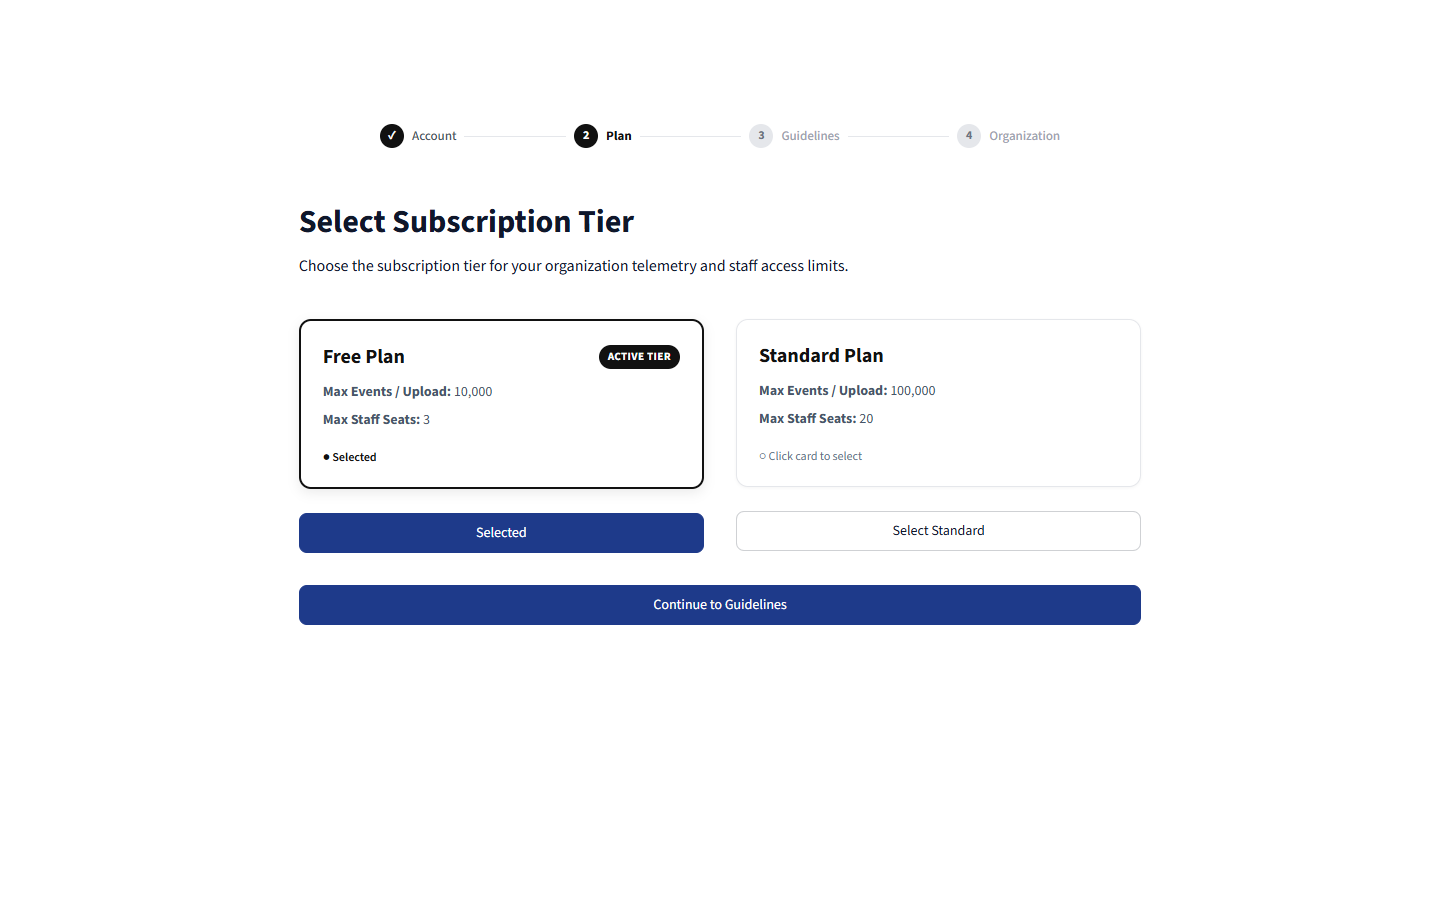 ✓ Account 2 Plan 3 Guidelines 4 Organization
Select Subscription Tier
Choose the subscription tier for your organization telemetry and staff access limits.
Free Plan ACTIVE TIER
Max Events / Upload: 10,000
Max Staff Seats: 3
● Selected
Selected
Standard Plan
Max Events / Upload: 100,000
Max Staff Seats: 20
○ Click card to select
Select Standard
Continue to Guidelines